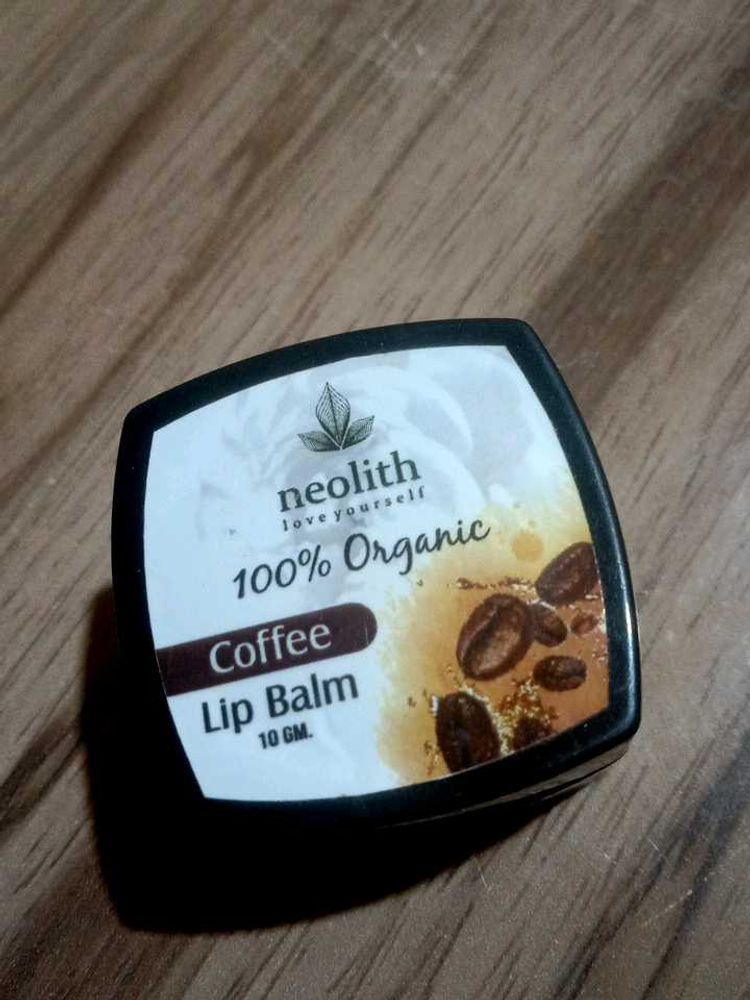 neolith
love yourself
100% Organic
Coffee
Lip Balm
10 GM.